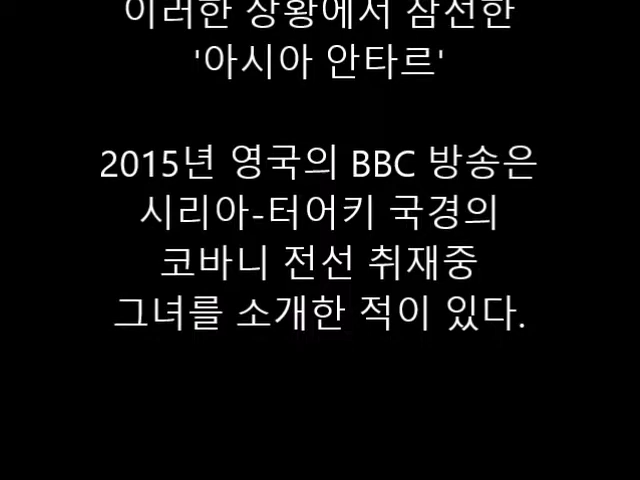 이러한 상황에서 참전한
'아시아 안타르'
2015년 영국의 BBC 방송은
시리아-터어키 국경의
코바니 전선 취재중
그녀를 소개한 적이 있다.